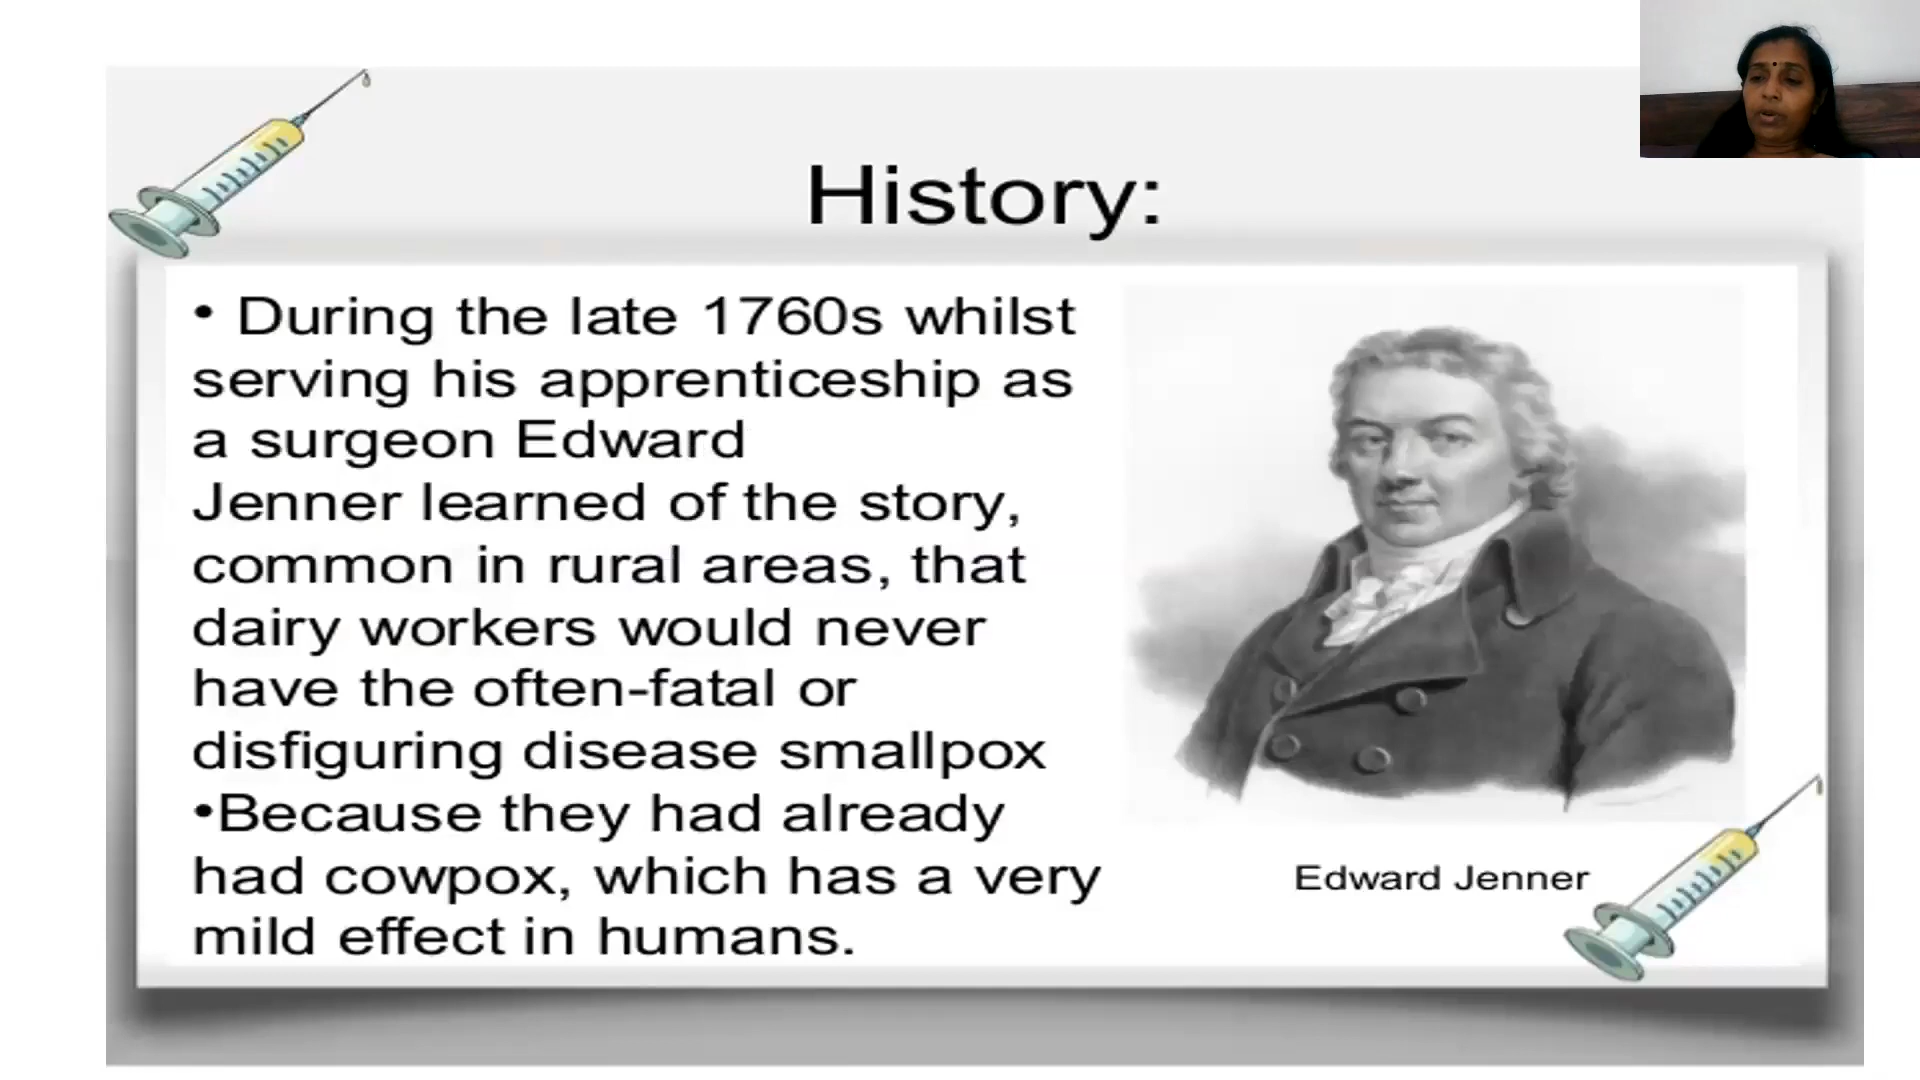 History:
• During the late 1760s whilst
serving his apprenticeship as
a surgeon Edward
Jenner learned of the story,
common in rural areas, that
dairy workers would never
have the often-fatal or
disfiguring disease smallpox
•Because they had already
had cowpox, which has a very
mild effect in humans.
Edward Jenner